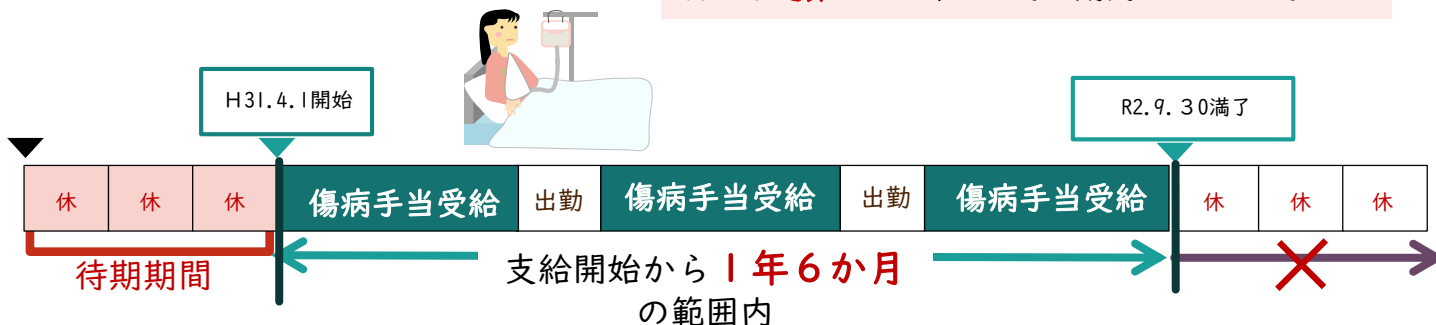 H31.4.1開始
R2.9.30満了
休 休 休 傷病手当受給 出勤 傷病手当受給 出勤 傷病手当受給 休 休 休
待期期間
支給開始から1年6か月
の範囲内